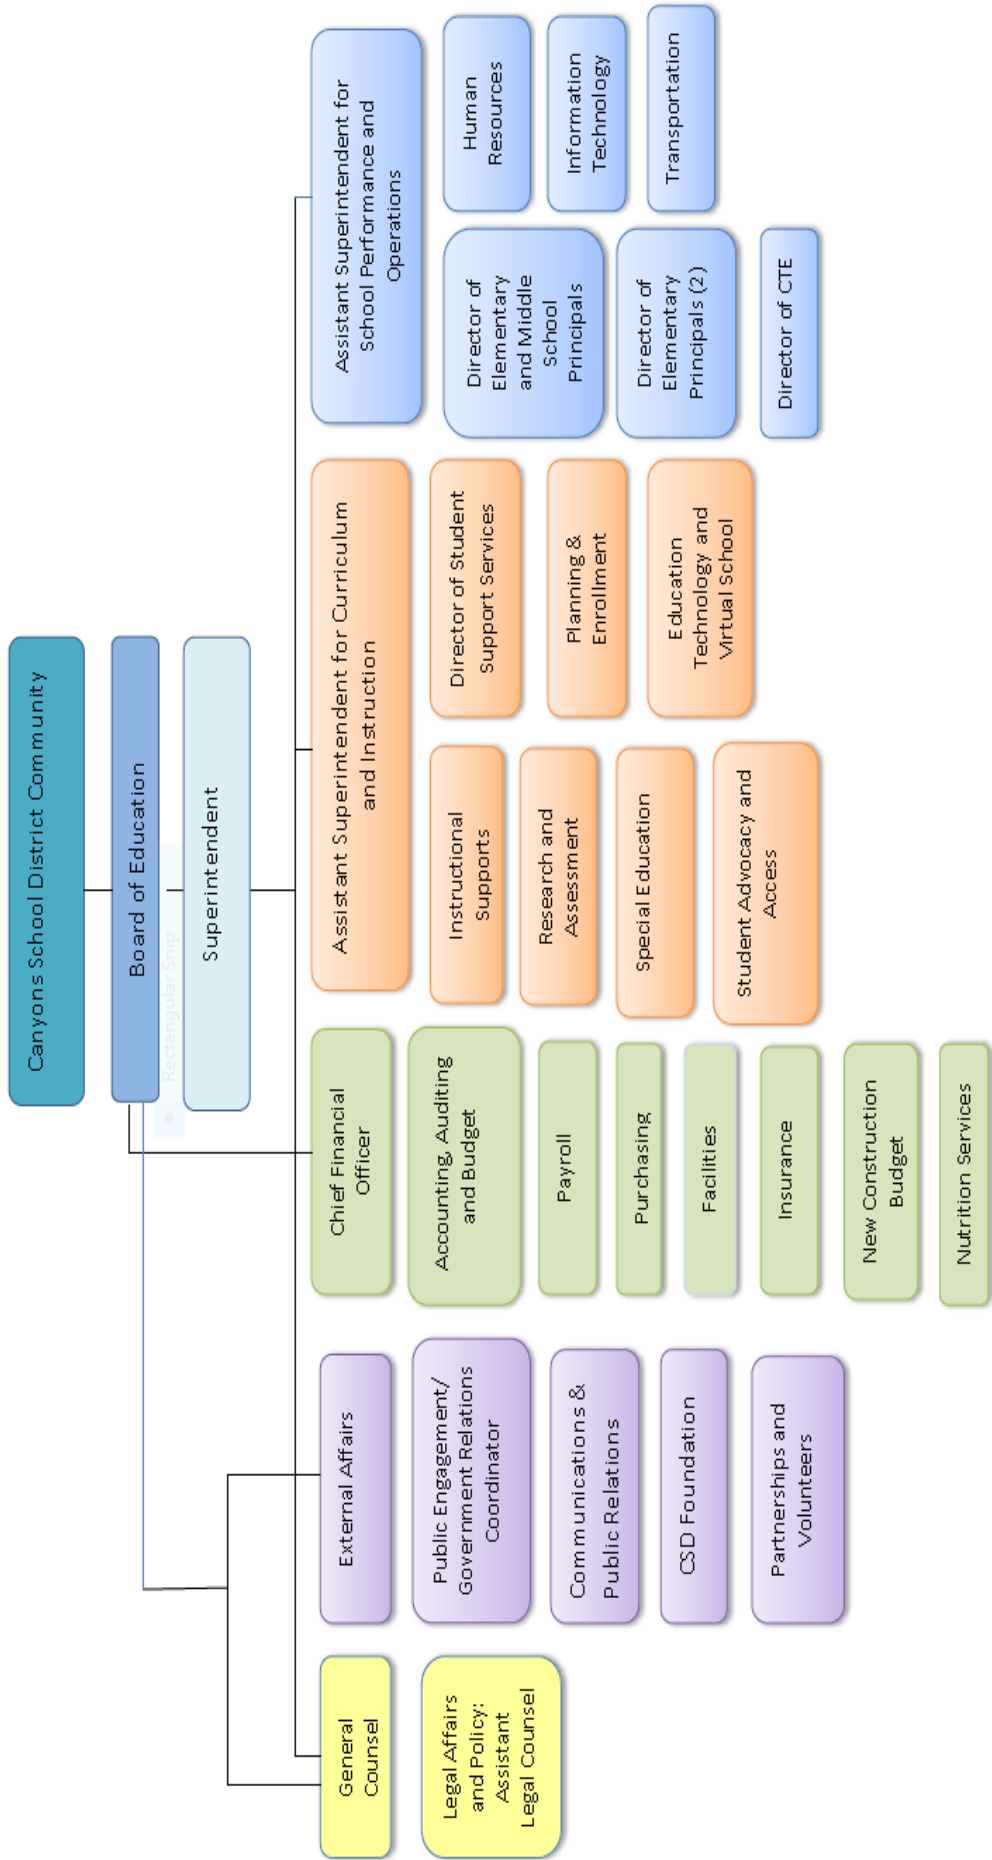 Canyons School District Community
Board of Education
• Rectangular Snip
Superintendent
General
Counsel
Legal Affairs
and Policy:
Assistant
Legal Counsel
External Affairs
Public Engagement/
Government Relations
Coordinator
Communications &
Public Relations
CSD Foundation
Partnerships and
Volunteers
Chief Financial
Officer
Accounting, Auditing
and Budget
Payroll
Purchasing
Facilities
Insurance
New Construction
Budget
Nutrition Services
Assistant Superintendent for Curriculum
and Instruction
Instructional
Supports
Research and
Assessment
Special Education
Student Advocacy and
Access
Director of Student
Support Services
Planning &
Enrollment
Education
Technology and
Virtual School
Assistant Superintendent for
School Performance and
Operations
Director of
Elementary
and Middle
School
Principals
Director of
Elementary
Principals (2)
Director of CTE
Human
Resources
Information
Technology
Transportation